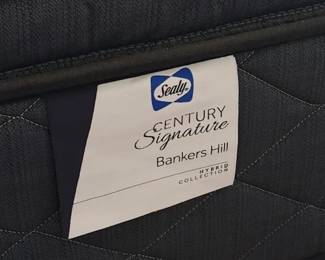 Sealy
CENTURY
Signature
Bankers Hill
HYBRID
COLLECTION